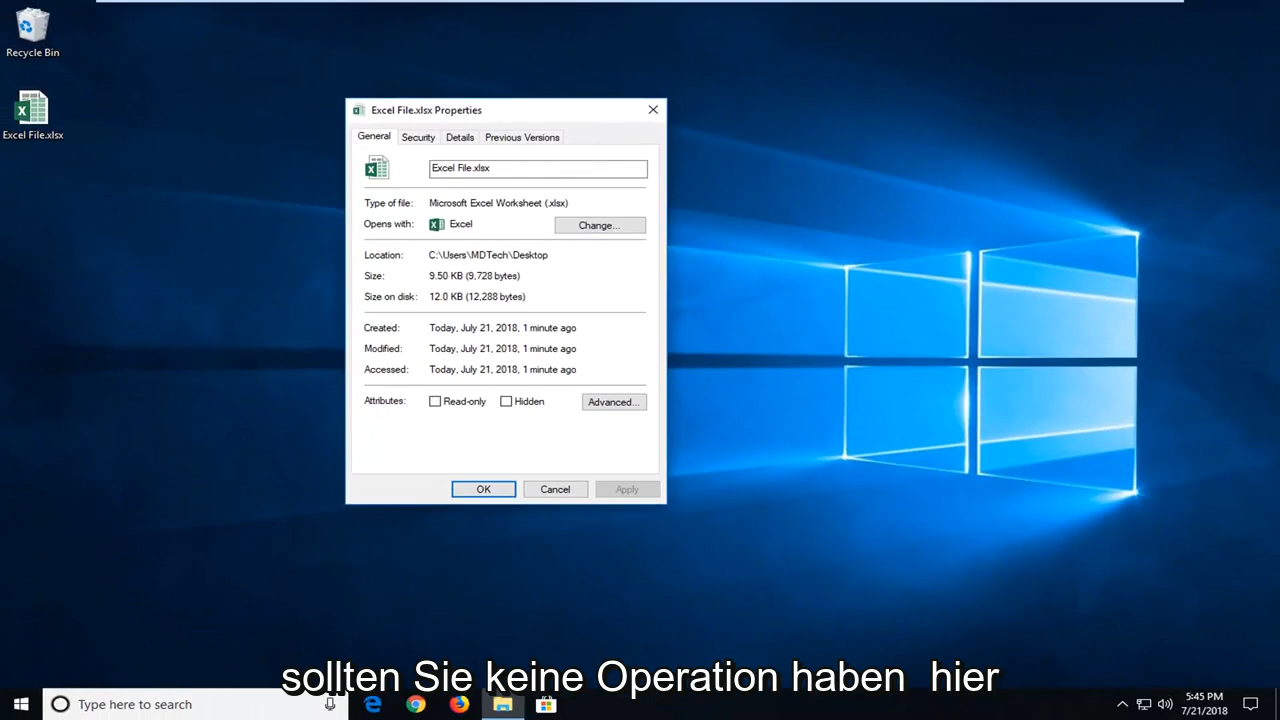 Recycle Bin
Excel File.xlsx
Excel File.xlsx Properties
General Security Details Previous Versions
Excel File.xlsx
Type of file: Microsoft Excel Worksheet (.xlsx)
Opens with: Excel Change...
Location: C:\Users\MDTech\Desktop
Size: 9.50 KB (9,728 bytes)
Size on disk: 12.0 KB (12,288 bytes)
Created: Today, July 21, 2018, 1 minute ago
Modified: Today, July 21, 2018, 1 minute ago
Accessed: Today, July 21, 2018, 1 minute ago
Attributes: Read-only Hidden Advanced...
OK Cancel Apply
sollten Sie keine Operation haben hier
Type here to search
5:45 PM
7/21/2018